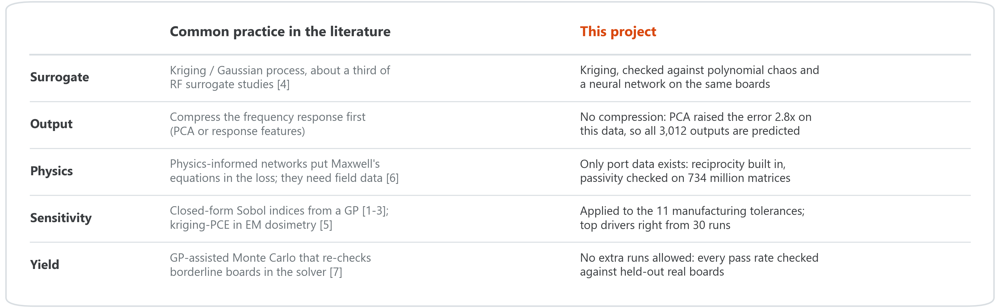 Common practice in the literature
This project
Surrogate
Kriging / Gaussian process, about a third of
RF surrogate studies [4]
Kriging, checked against polynomial chaos and
a neural network on the same boards
Output
Compress the frequency response first
(PCA or response features)
No compression: PCA raised the error 2.8x on
this data, so all 3,012 outputs are predicted
Physics
Physics-informed networks put Maxwell's
equations in the loss; they need field data [6]
Only port data exists: reciprocity built in,
passivity checked on 734 million matrices
Sensitivity
Closed-form Sobol indices from a GP [1-3];
kriging-PCE in EM dosimetry [5]
Applied to the 11 manufacturing tolerances;
top drivers right from 30 runs
Yield
GP-assisted Monte Carlo that re-checks
borderline boards in the solver [7]
No extra runs allowed: every pass rate checked
against held-out real boards